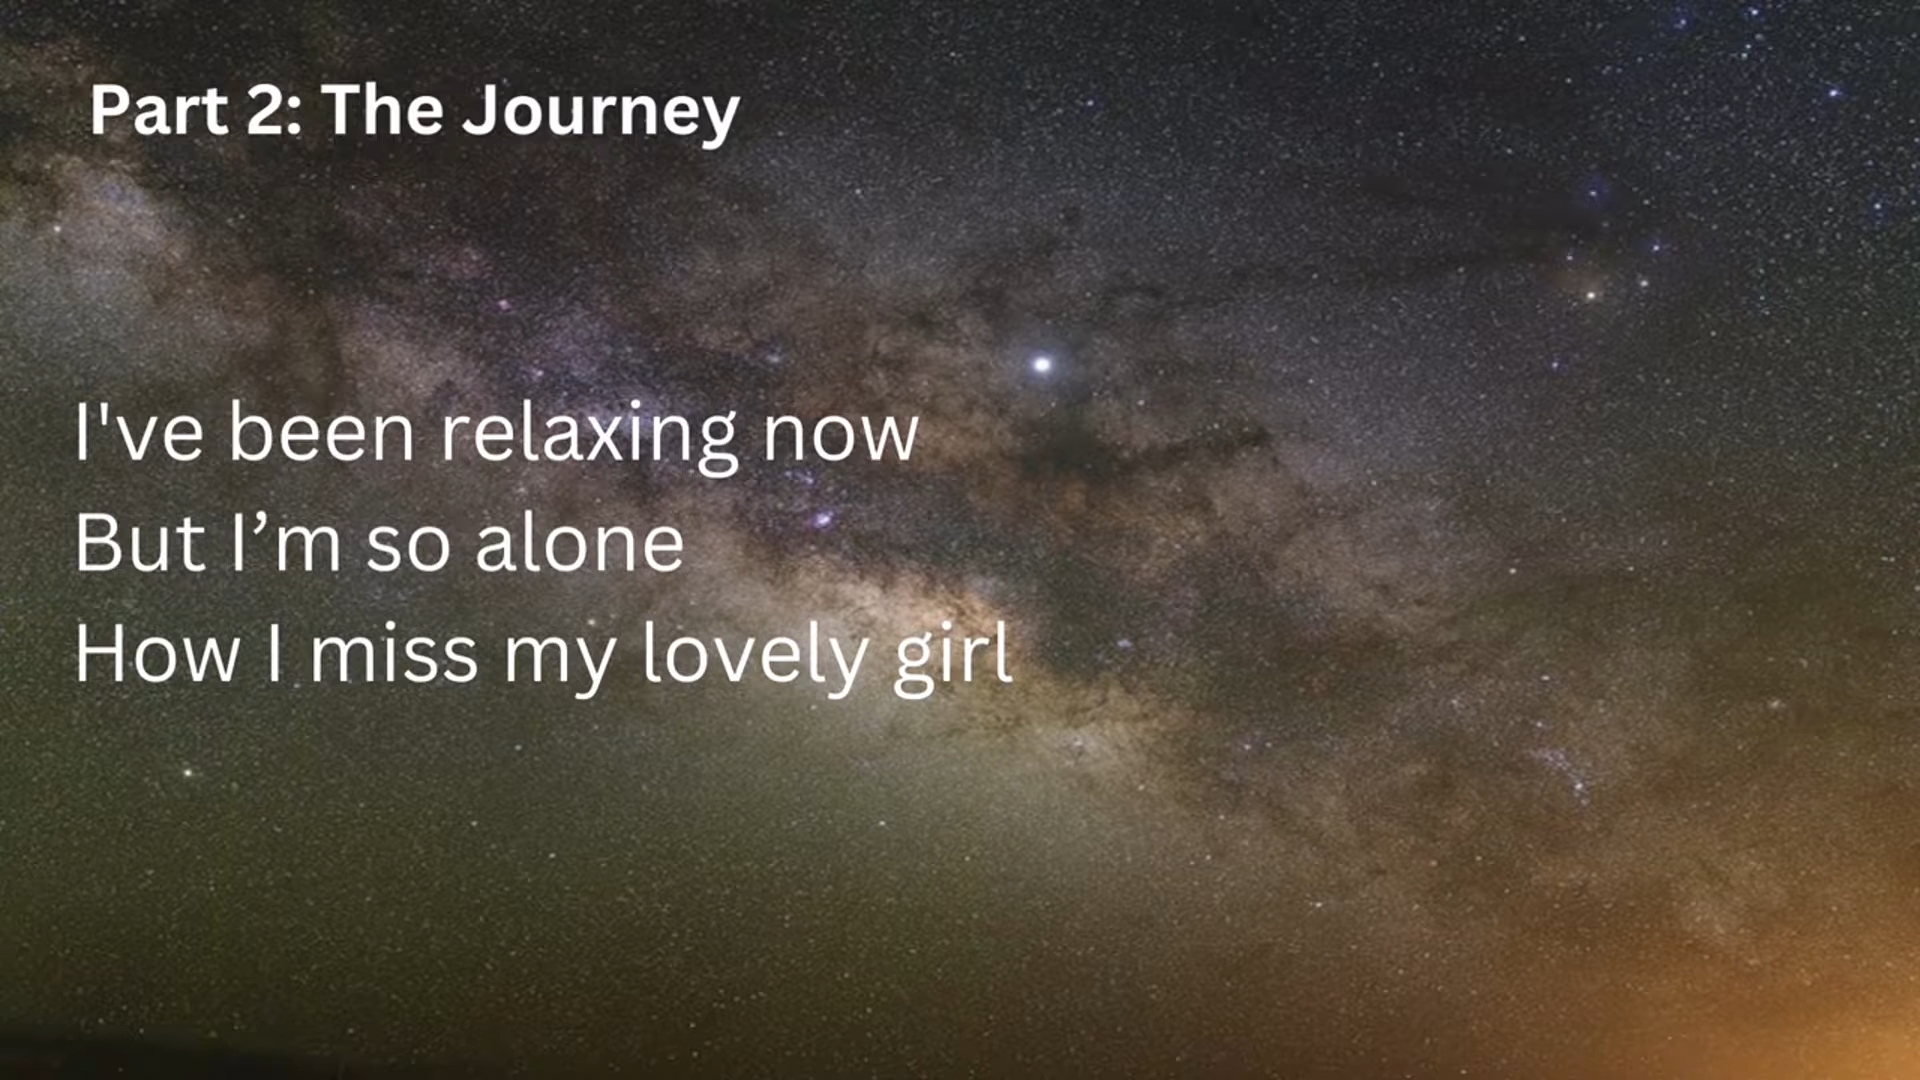 Part 2: The Journey
I've been relaxing now
But I’m so alone
How I miss my lovely girl